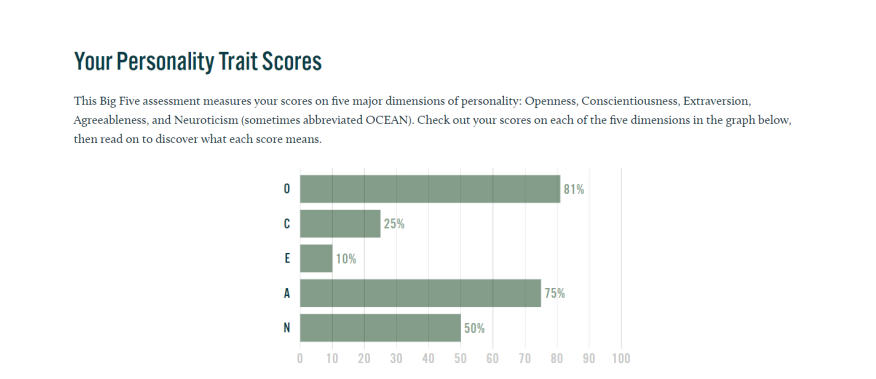 Your Personality Trait Scores
This Big Five assessment measures your scores on five major dimensions of personality: Openness, Conscientiousness, Extraversion,
Agreeableness, and Neuroticism (sometimes abbreviated OCEAN). Check out your scores on each of the five dimensions in the graph below,
then read on to discover what each score means.
O 81%
C 25%
E 10%
A 75%
N 50%
0 10 20 30 40 50 60 70 80 90 100